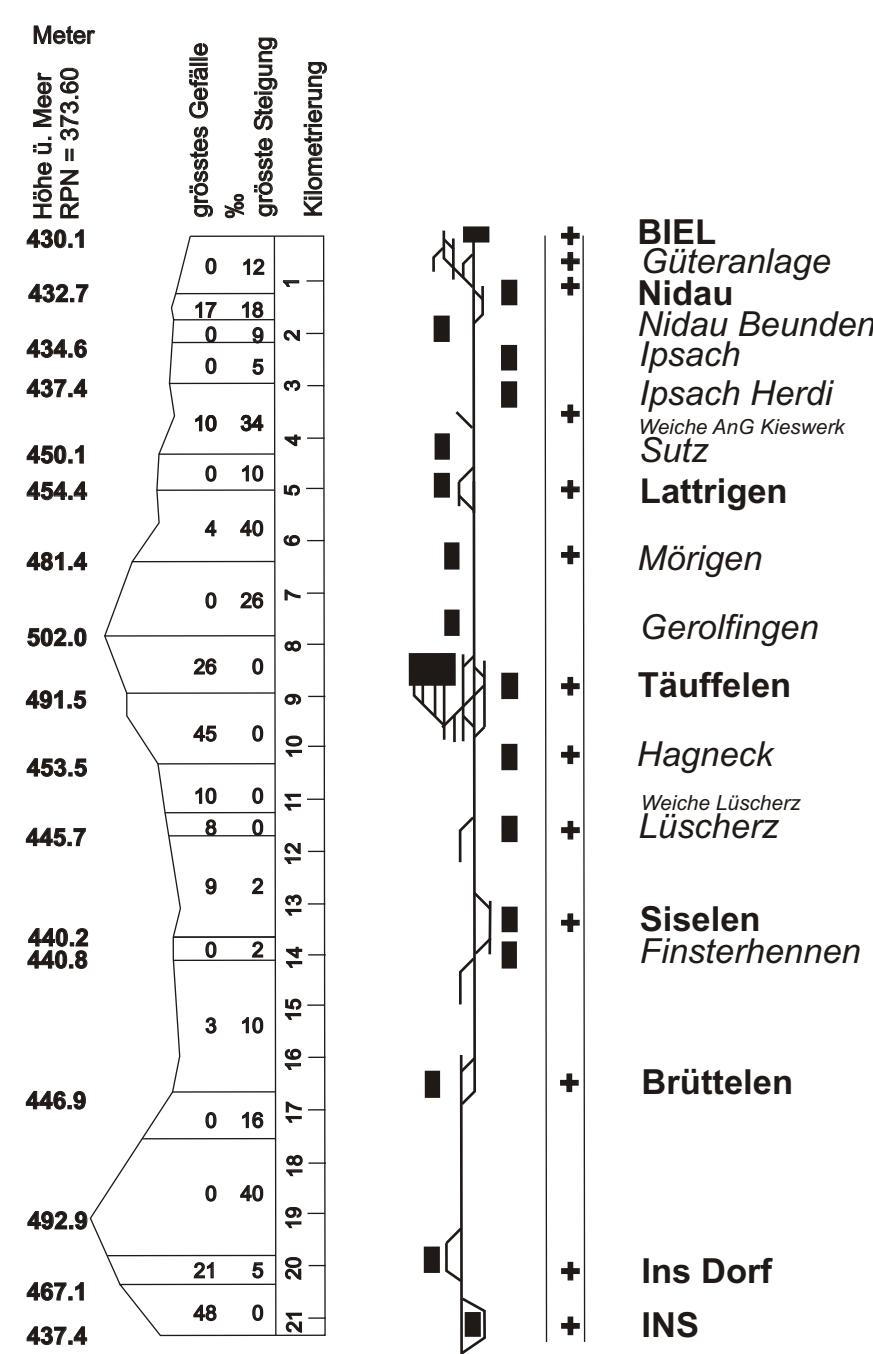 Meter
Höhe ü. Meer
RPN = 373.60
grösstes Gefälle
‰
grösste Steigung
Kilometrierung
430.1
432.7
434.6
437.4
450.1
454.4
481.4
502.0
491.5
453.5
445.7
440.2
440.8
446.9
492.9
467.1
437.4
0 12
17 18
0 9
0 5
10 34
0 10
4 40
0 26
26 0
45 0
10 0
8 0
9 2
0 2
3 10
0 16
0 40
21 5
48 0
1
2
3
4
5
6
7
8
9
10
11
12
13
14
15
16
17
18
19
20
21
BIEL
Güteranlage
Nidau
Nidau Beunden
Ipsach
Ipsach Herdi
Weiche AnG Kieswerk
Sutz
Lattrigen
Mörigen
Gerolfingen
Täuffelen
Hagneck
Weiche Lüscherz
Lüscherz
Siselen
Finsterhennen
Brüttelen
Ins Dorf
INS